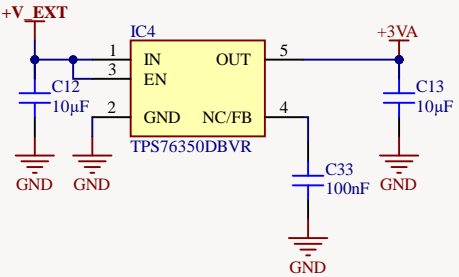 +V_EXT
IC4
+3VA
1
IN
OUT
5
3
EN
C12
10µF
C13
10µF
2
GND
NC/FB
4
TPS76350DBVR
C33
100nF
GND
GND
GND
GND